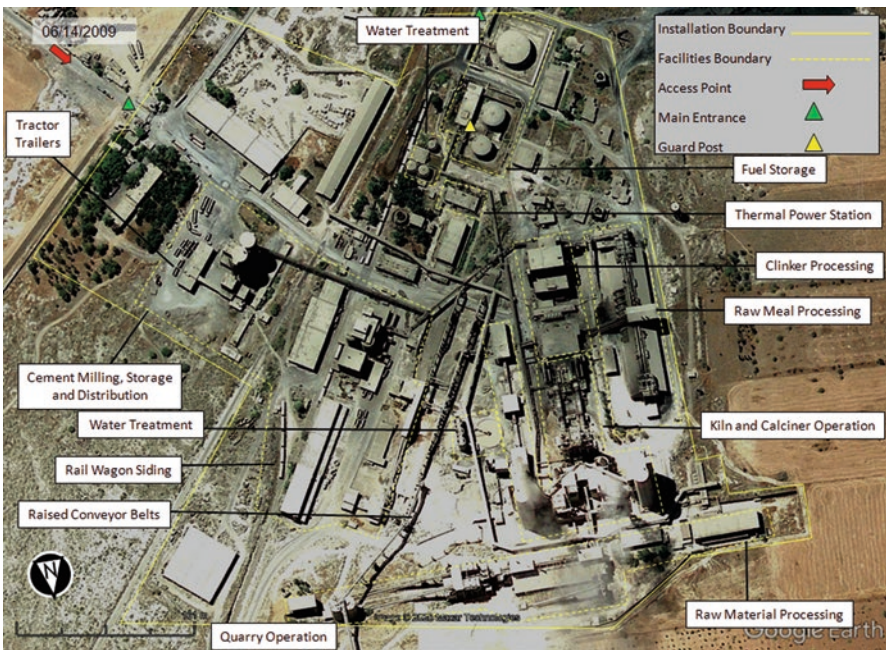 06/14/2009
Water Treatment
Installation Boundary
Facilities Boundary
Access Point
Main Entrance
Guard Post
Tractor
Trailers
Fuel Storage
Thermal Power Station
Clinker Processing
Raw Meal Processing
Cement Milling, Storage
and Distribution
Water Treatment
Kiln and Calciner Operation
Rail Wagon Siding
Raised Conveyor Belts
N
Raw Material Processing
Quarry Operation
Technologies
Google Earth